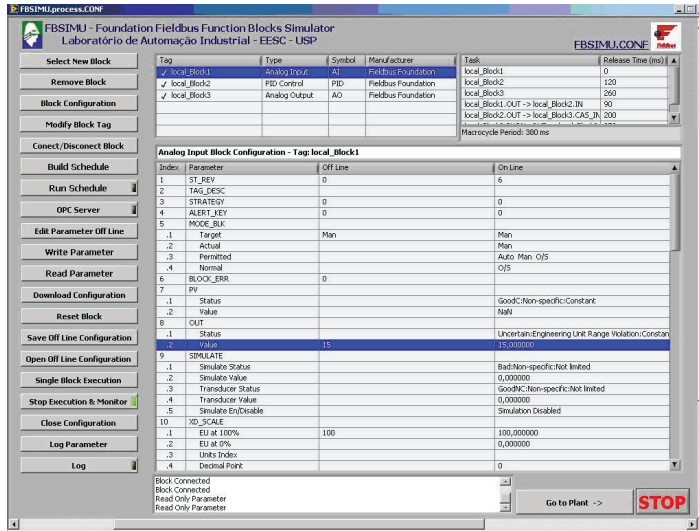 FBSIMU.process.CONF
FBSIMU - Foundation Fieldbus Function Blocks Simulator
Laboratório de Automação Industrial - EESC - USP
FBSIMU.CONF
Select New Block
Remove Block
Block Configuration
Modify Block Tag
Conect/Disconect Block
Build Schedule
Run Schedule
OPC Server
Edit Parameter Off Line
Write Parameter
Read Parameter
Download Configuration
Reset Block
Save Off Line Configuration
Open Off Line Configuration
Single Block Execution
Stop Execution & Monitor
Close Configuration
Log Parameter
Log
Tag Type Symbol Manufacturer
local_Block1 Analog Input AI Fieldbus Foundation
local_Block2 PID Control PID Fieldbus Foundation
local_Block3 Analog Output AO Fieldbus Foundation
Task Release Time (ms)
local_Block1 0
local_Block2 120
local_Block3 260
local_Block1.OUT -> local_Block2.IN 90
local_Block2.OUT -> local_Block3.CAS_IN 200
Macrocycle Period: 380 ms
Analog Input Block Configuration - Tag: local_Block1
Index Parameter Off Line On Line
1 ST_REV 0 6
2 TAG_DESC
3 STRATEGY 0 0
4 ALERT_KEY 0 0
5 MODE_BLK
.1 Target Man Man
.2 Actual Man
.3 Permitted Auto Man O/S
.4 Normal O/S
6 BLOCK_ERR 0
7 PV
.1 Status GoodC:Non-specific:Constant
.2 Value NaN
8 OUT
.1 Status Uncertain:Engineering Unit Range Violation:Constan
.2 Value 15 15,000000
9 SIMULATE
.1 Simulate Status Bad:Non-specific:Not limited
.2 Simulate Value 0,000000
.3 Transducer Status GoodNC:Non-specific:Not limited
.4 Transducer Value 0,000000
.5 Simulate En/Disable Simulation Disabled
10 XD_SCALE
.1 EU at 100% 100 100,000000
.2 EU at 0% 0,000000
.3 Units Index
.4 Decimal Point 0
Block Connected
Block Connected
Read Only Parameter
Read Only Parameter
Go to Plant ->
STOP